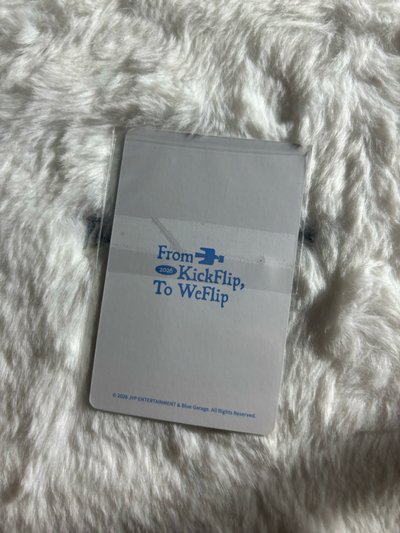 From
2026 KickFlip,
To WeFlip
© 2026 JYP ENTERTAINMENT & Blue Garage. All Rights Reserved.